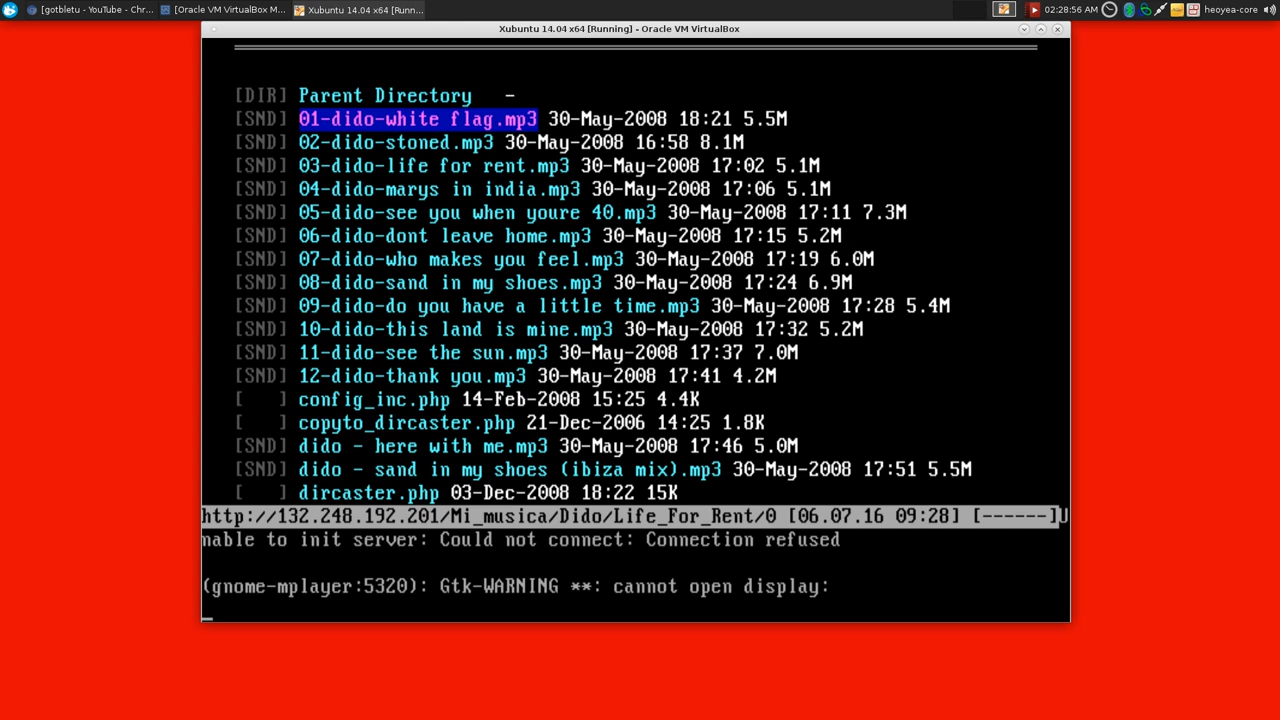 [gotbletu - YouTube - Chr...
[Oracle VM VirtualBox M...
Xubuntu 14.04 x64 [Runn...
02:28:56 AM
heoyea-core
Xubuntu 14.04 x64 [Running] - Oracle VM VirtualBox
[DIR] Parent Directory -
[SND] 01-dido-white flag.mp3 30-May-2008 18:21 5.5M
[SND] 02-dido-stoned.mp3 30-May-2008 16:58 8.1M
[SND] 03-dido-life for rent.mp3 30-May-2008 17:02 5.1M
[SND] 04-dido-marys in india.mp3 30-May-2008 17:06 5.1M
[SND] 05-dido-see you when youre 40.mp3 30-May-2008 17:11 7.3M
[SND] 06-dido-dont leave home.mp3 30-May-2008 17:15 5.2M
[SND] 07-dido-who makes you feel.mp3 30-May-2008 17:19 6.0M
[SND] 08-dido-sand in my shoes.mp3 30-May-2008 17:24 6.9M
[SND] 09-dido-do you have a little time.mp3 30-May-2008 17:28 5.4M
[SND] 10-dido-this land is mine.mp3 30-May-2008 17:32 5.2M
[SND] 11-dido-see the sun.mp3 30-May-2008 17:37 7.0M
[SND] 12-dido-thank you.mp3 30-May-2008 17:41 4.2M
[   ] config_inc.php 14-Feb-2008 15:25 4.4K
[   ] copyto_dircaster.php 21-Dec-2006 14:25 1.8K
[SND] dido - here with me.mp3 30-May-2008 17:46 5.0M
[SND] dido - sand in my shoes (ibiza mix).mp3 30-May-2008 17:51 5.5M
[   ] dircaster.php 03-Dec-2008 18:22 15K
http://132.248.192.201/Mi_musica/Dido/Life_For_Rent/0 [06.07.16 09:28] [------]U
nable to init server: Could not connect: Connection refused
(gnome-mplayer:5320): Gtk-WARNING **: cannot open display: